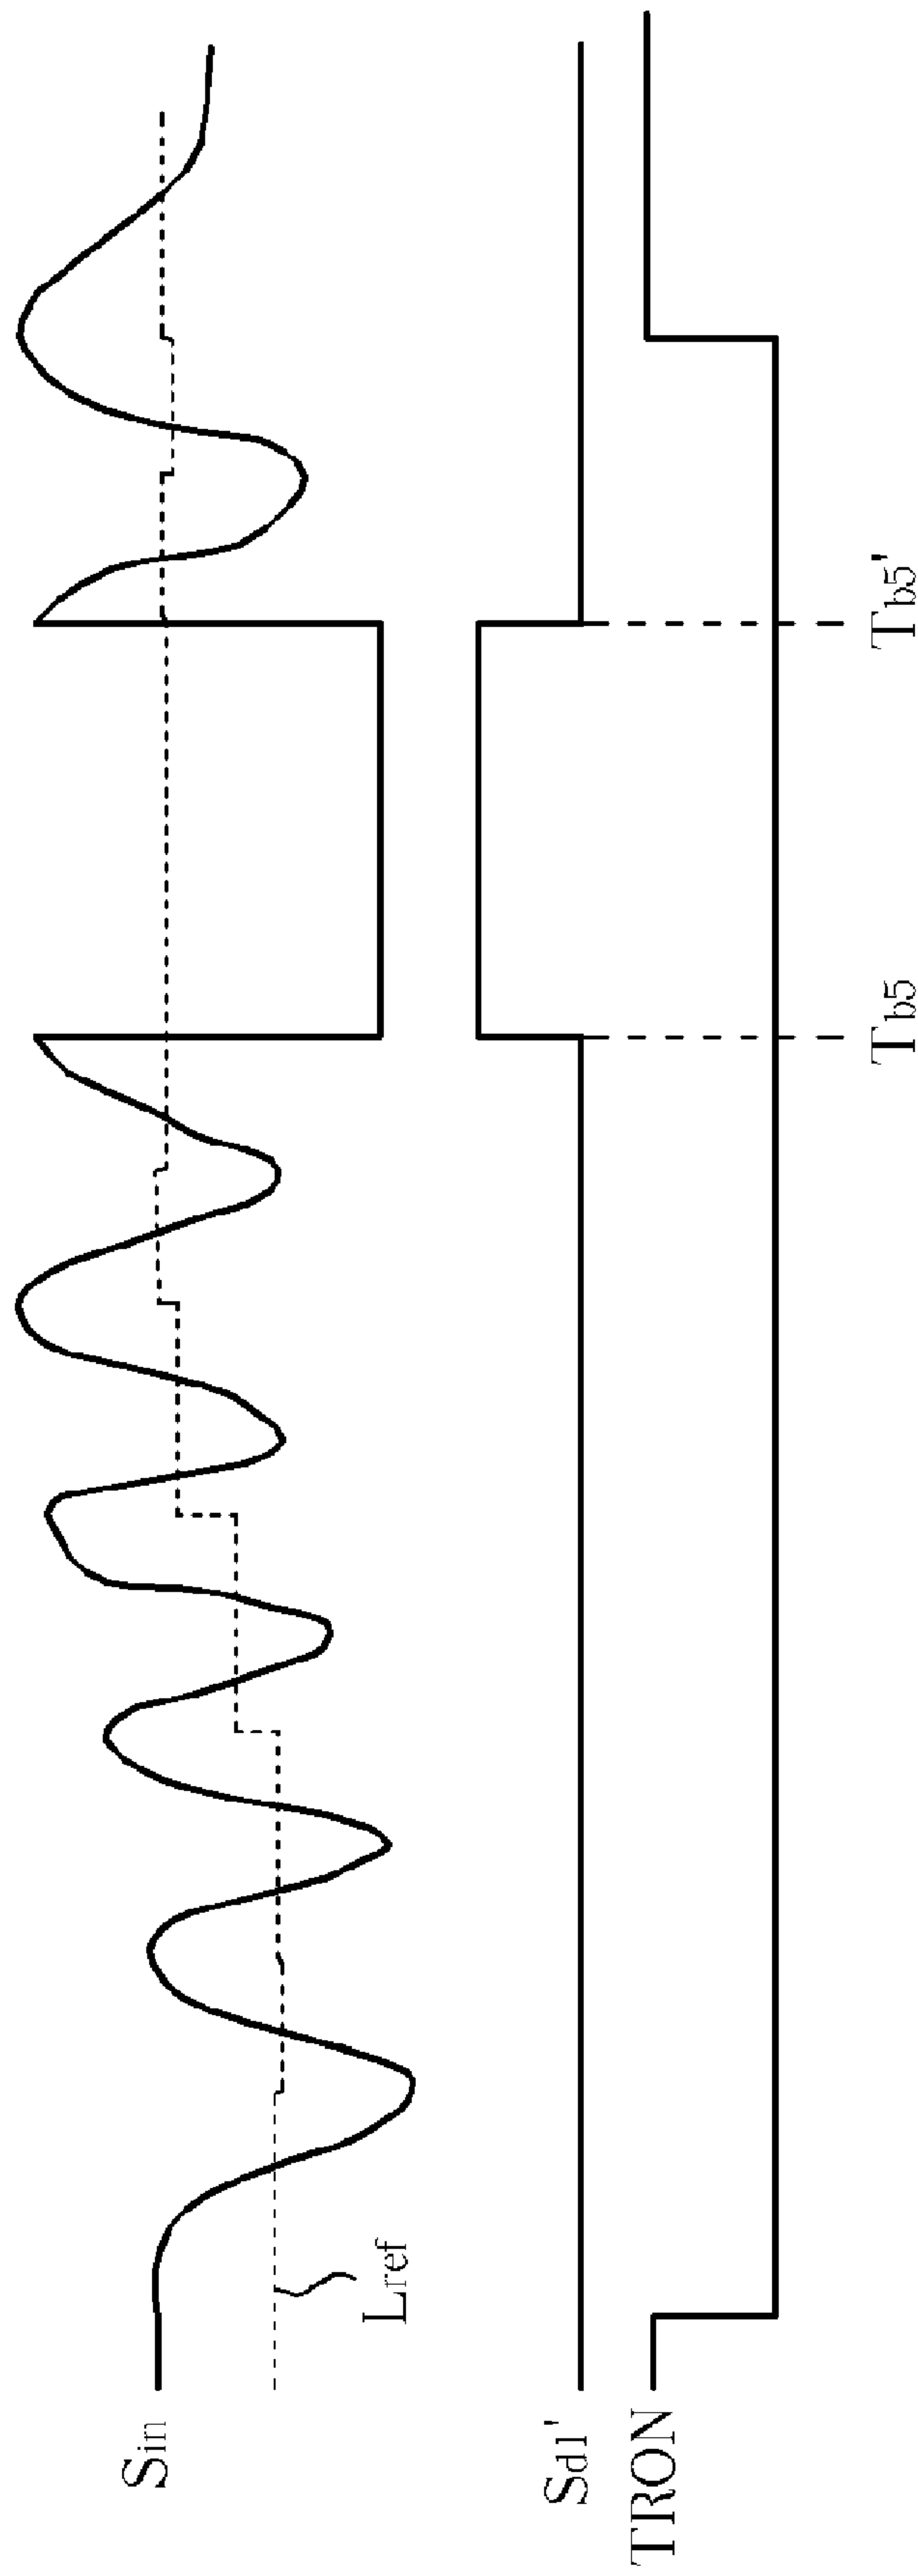 Sin
Lref
Sd1'
TRON
Tb5
Tb5'